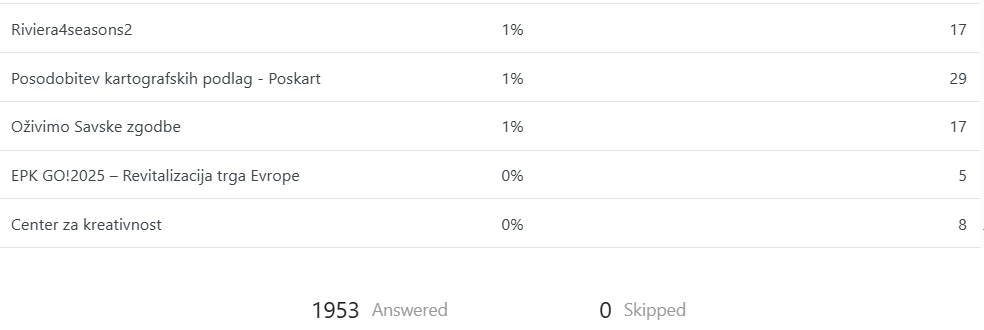 Riviera4seasons2 1% 17
Posodobitev kartografskih podlag - Poskart 1% 29
Oživimo Savske zgodbe 1% 17
EPK GO!2025 – Revitalizacija trga Evrope 0% 5
Center za kreativnost 0% 8
1953 Answered 0 Skipped